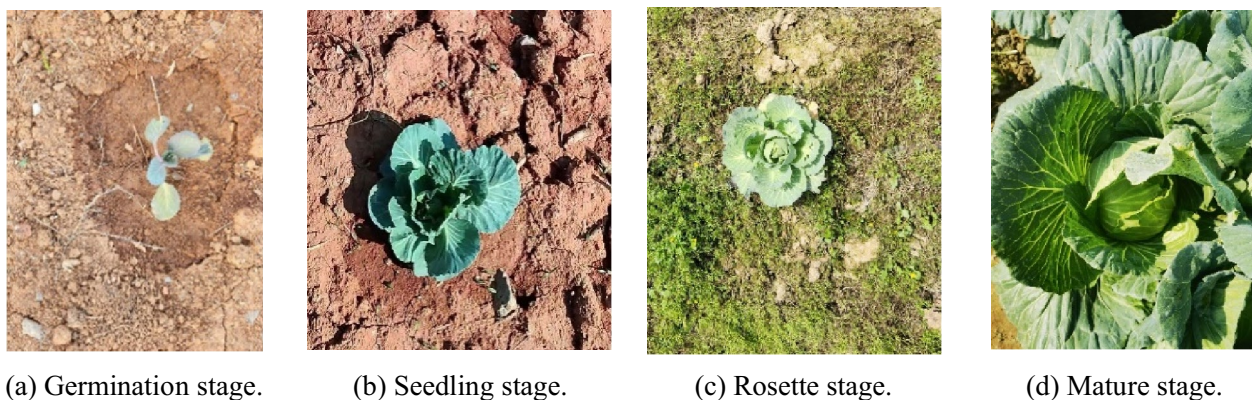 (a) Germination stage.
(b) Seedling stage.
(c) Rosette stage.
(d) Mature stage.